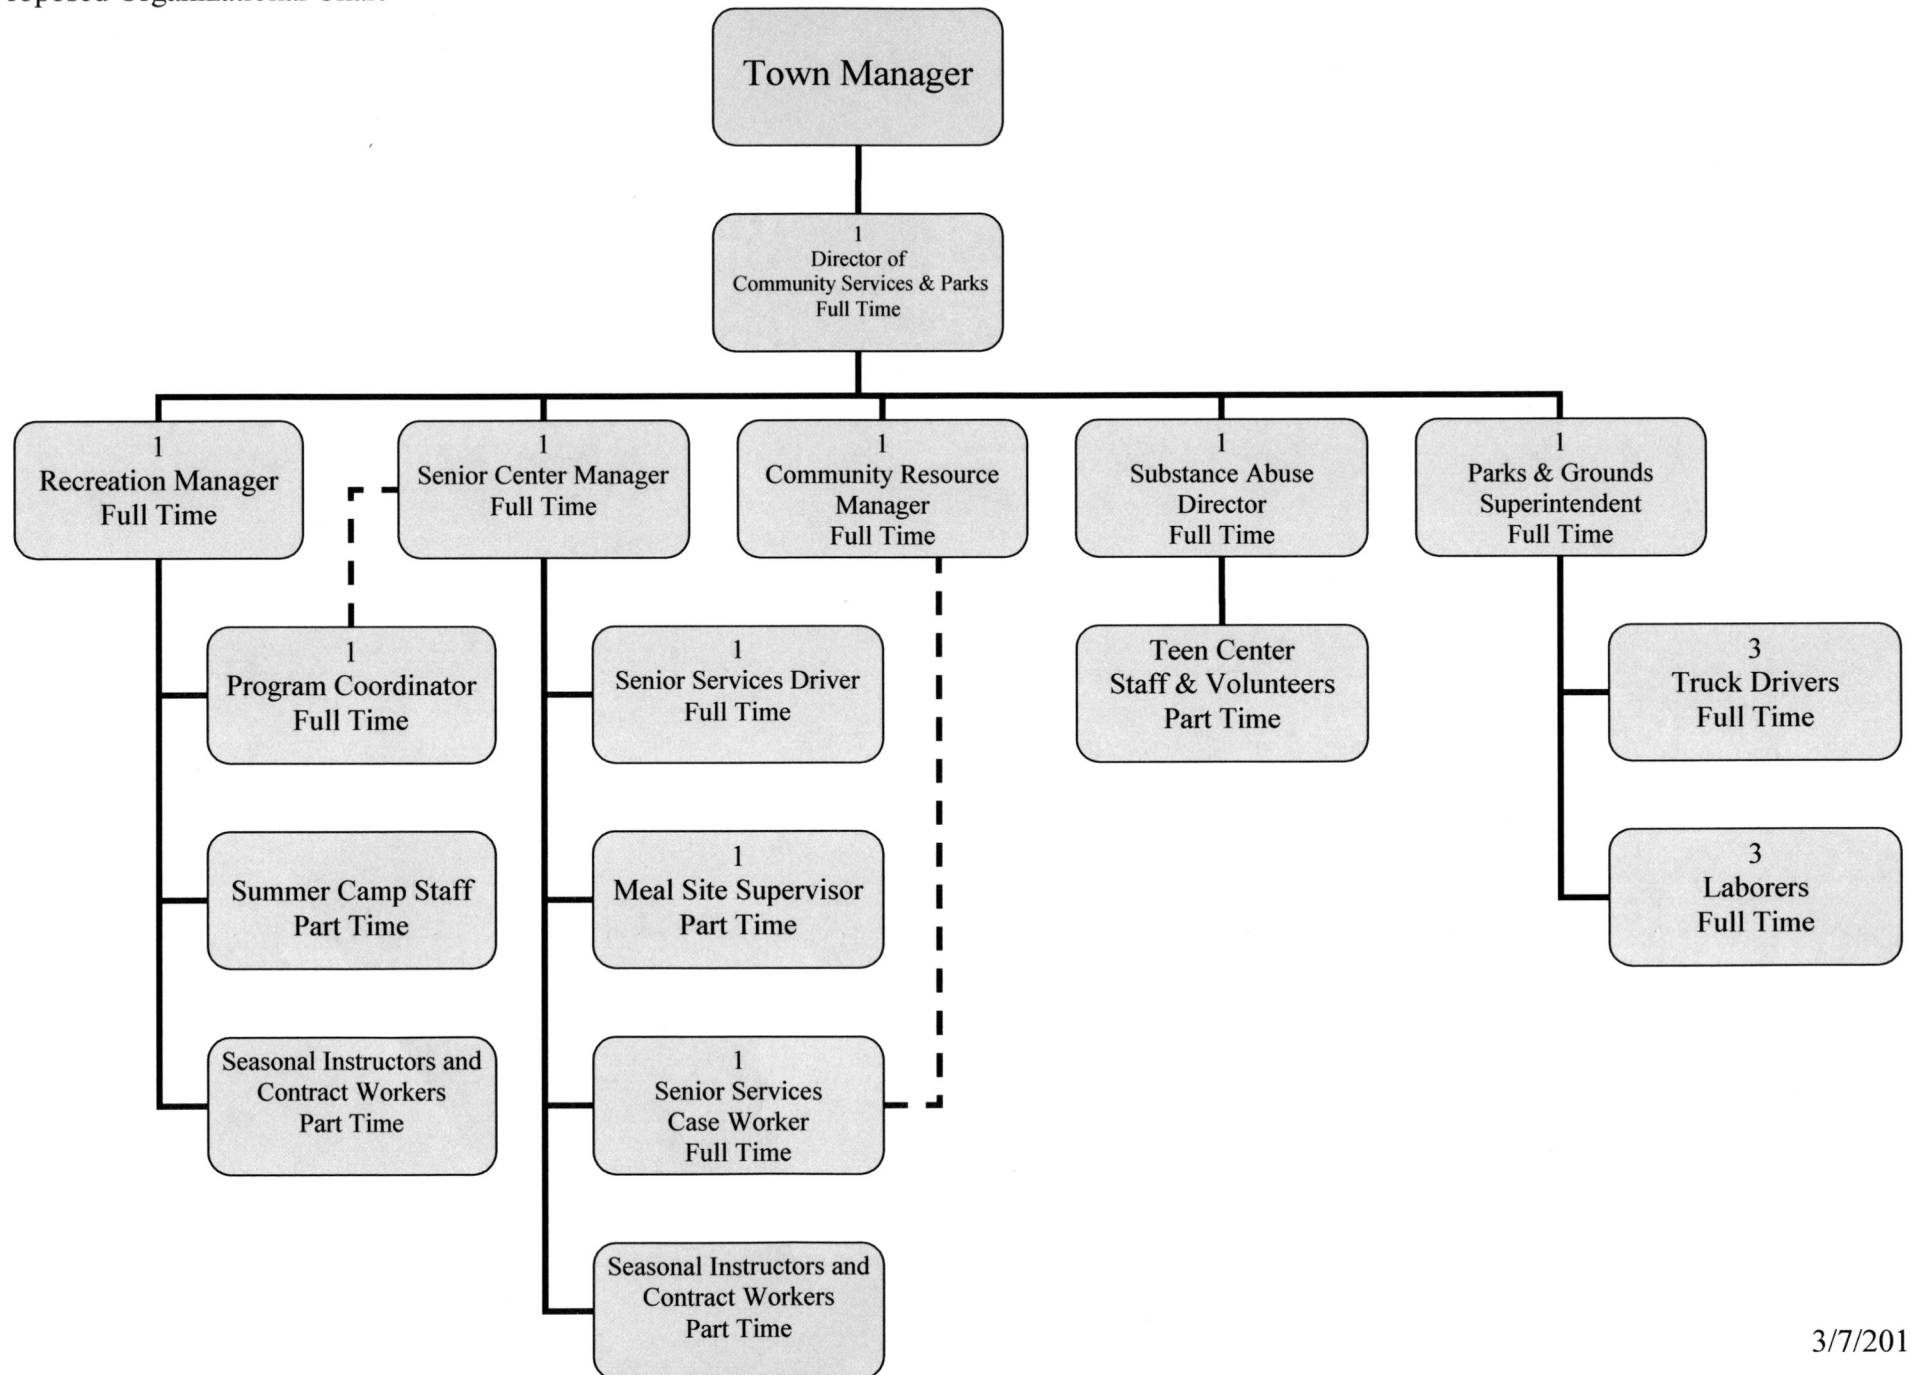 Organizational Chart
Town Manager
1
Director of
Community Services & Parks
Full Time
1
Recreation Manager
Full Time
1
Senior Center Manager
Full Time
1
Community Resource
Manager
Full Time
1
Substance Abuse
Director
Full Time
1
Parks & Grounds
Superintendent
Full Time
1
Program Coordinator
Full Time
1
Senior Services Driver
Full Time
Teen Center
Staff & Volunteers
Part Time
3
Truck Drivers
Full Time
Summer Camp Staff
Part Time
1
Meal Site Supervisor
Part Time
3
Laborers
Full Time
Seasonal Instructors and
Contract Workers
Part Time
1
Senior Services
Case Worker
Full Time
Seasonal Instructors and
Contract Workers
Part Time
3/7/201